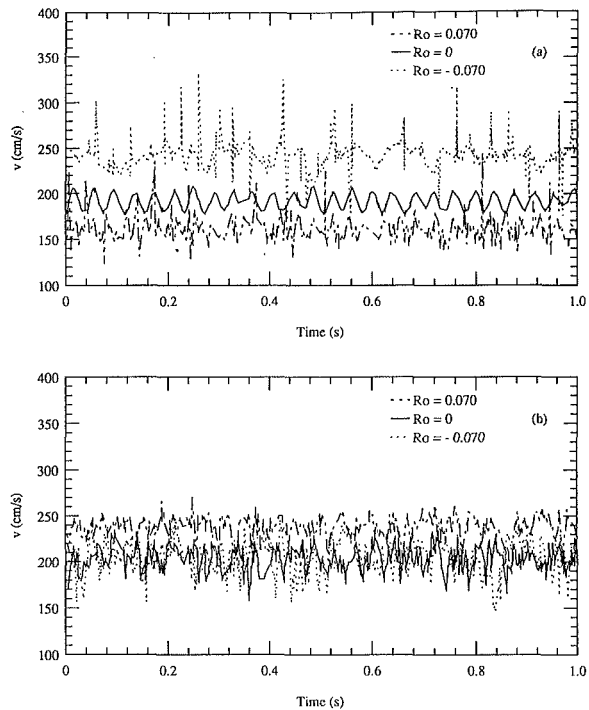 400
350
300
250
200
150
100
v (cm/s)
Ro = 0.070
Ro = 0
Ro = - 0.070
(a)
0 0.2 0.4 0.6 0.8 1.0
Time (s)
400
350
300
250
200
150
100
v (cm/s)
Ro = 0.070
Ro = 0
Ro = - 0.070
(b)
0 0.2 0.4 0.6 0.8 1.0
Time (s)